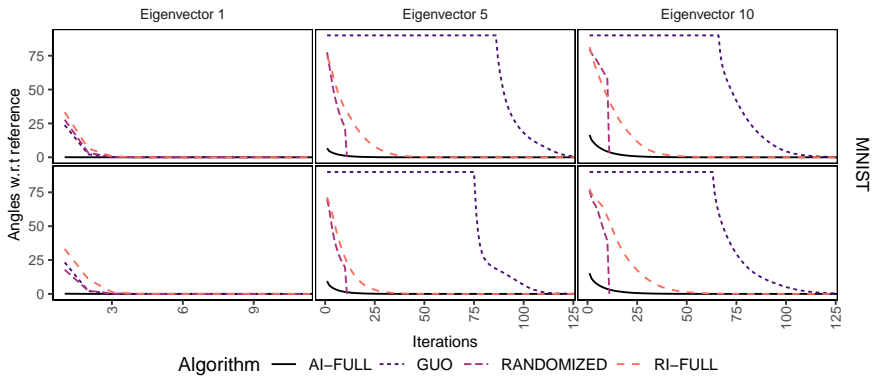 Eigenvector 1 Eigenvector 5 Eigenvector 10
Angles w.r.t reference
75
50
25
0
75
50
25
0
MNIST
3 6 9 0 25 50 75 100 125 0 25 50 75 100 125
Iterations
Algorithm AI−FULL GUO RANDOMIZED RI−FULL